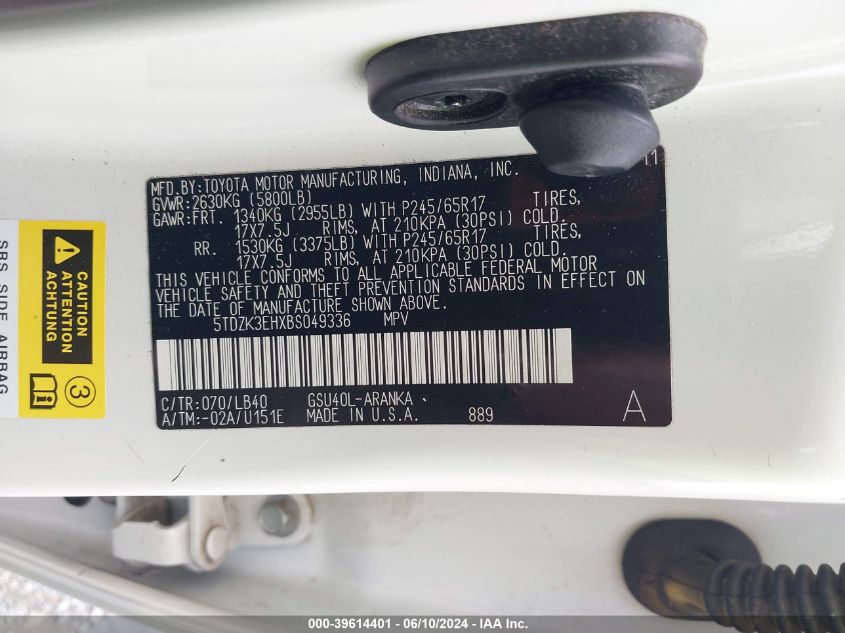 11
MFD.BY:TOYOTA MOTOR MANUFACTURING, INDIANA, INC.
GVWR:2630KG (5800LB)
GAWR:FRT. 1340KG (2955LB) WITH P245/65R17 TIRES,
17X7.5J RIMS, AT 210KPA (30PSI) COLD.
RR. 1530KG (3375LB) WITH P245/65R17 TIRES,
17X7.5J RIMS, AT 210KPA (30PSI) COLD.
THIS VEHICLE CONFORMS TO ALL APPLICABLE FEDERAL MOTOR
VEHICLE SAFETY AND THEFT PREVENTION STANDARDS IN EFFECT ON
THE DATE OF MANUFACTURE SHOWN ABOVE.
5TDZK3EHXBS049336 MPV
C/TR:070/LB40 GSU40L-ARANKA
A/TM:-02A/U151E MADE IN U.S.A. 889
A
SRS SIDE AIRBAG
CAUTION
ATTENTION
ACHTUNG
3
000-39614401 - 06/10/2024 - IAA Inc.